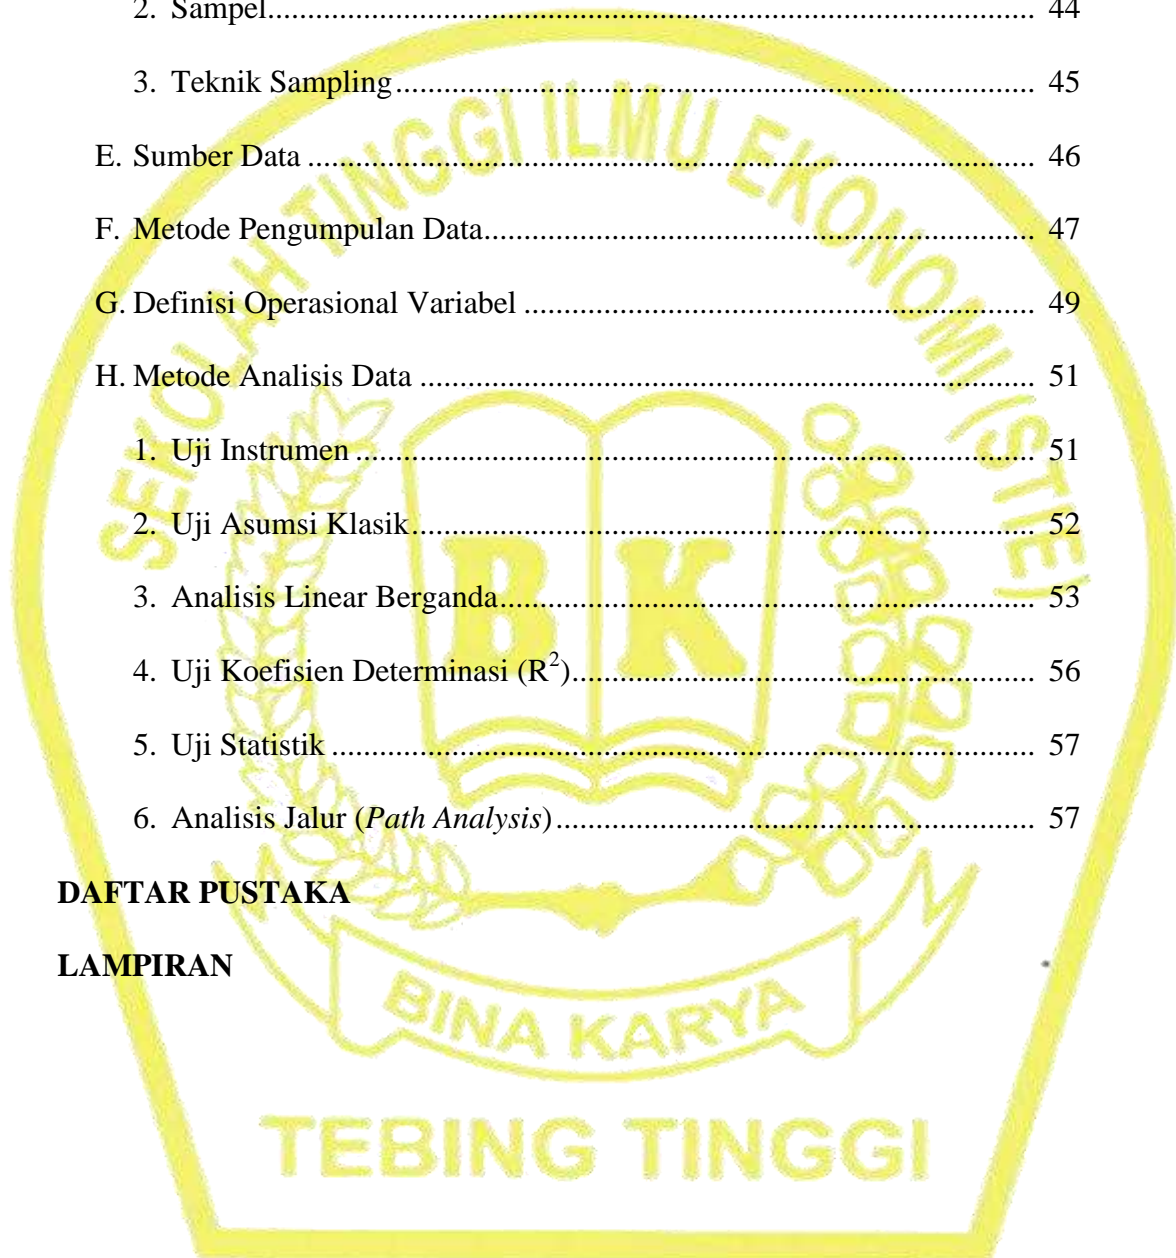 2. Sampel.................................................................................... 44
3. Teknik Sampling.................................................................... 45
E. Sumber Data ............................................................................. 46
F. Metode Pengumpulan Data....................................................... 47
G. Definisi Operasional Variabel .................................................. 49
H. Metode Analisis Data ............................................................... 51
1. Uji Instrumen ......................................................................... 51
2. Uji Asumsi Klasik.................................................................. 52
3. Analisis Linear Berganda....................................................... 53
4. Uji Koefisien Determinasi (R²).............................................. 56
5. Uji Statistik ............................................................................ 57
6. Analisis Jalur (Path Analysis) ................................................ 57
DAFTAR PUSTAKA
LAMPIRAN
SEKOLAH TINGGI ILMU EKONOMI (STIE)
B K
BINA KARYA
TEBING TINGGI